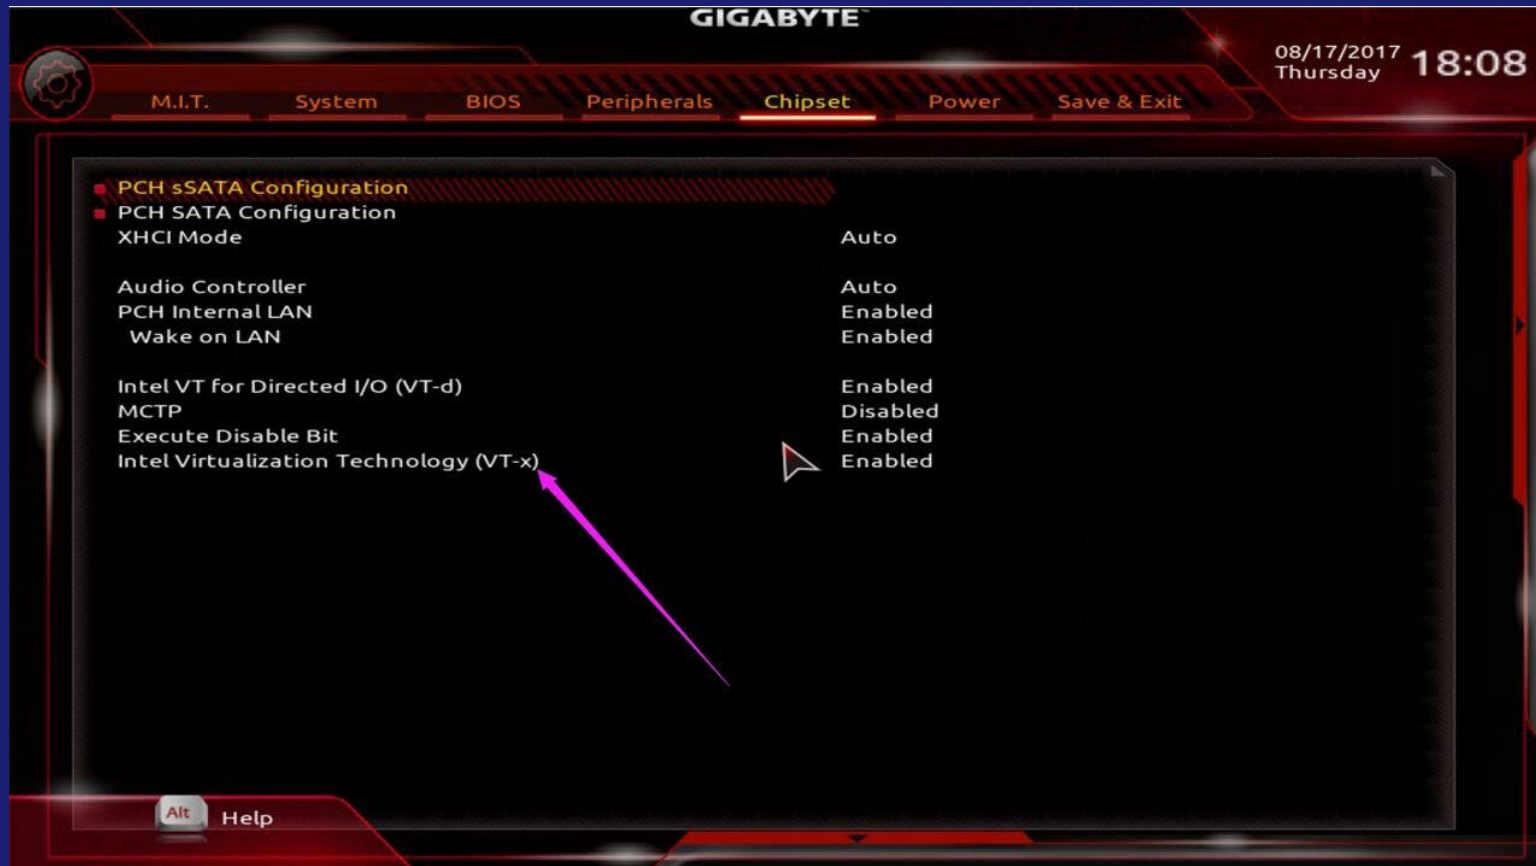 GIGABYTE
08/17/2017
Thursday
18:08
M.I.T. System BIOS Peripherals Chipset Power Save & Exit
PCH sSATA Configuration
PCH SATA Configuration
XHCI Mode Auto
Audio Controller Auto
PCH Internal LAN Enabled
Wake on LAN Enabled
Intel VT for Directed I/O (VT-d) Enabled
MCTP Disabled
Execute Disable Bit Enabled
Intel Virtualization Technology (VT-x) Enabled
Alt Help